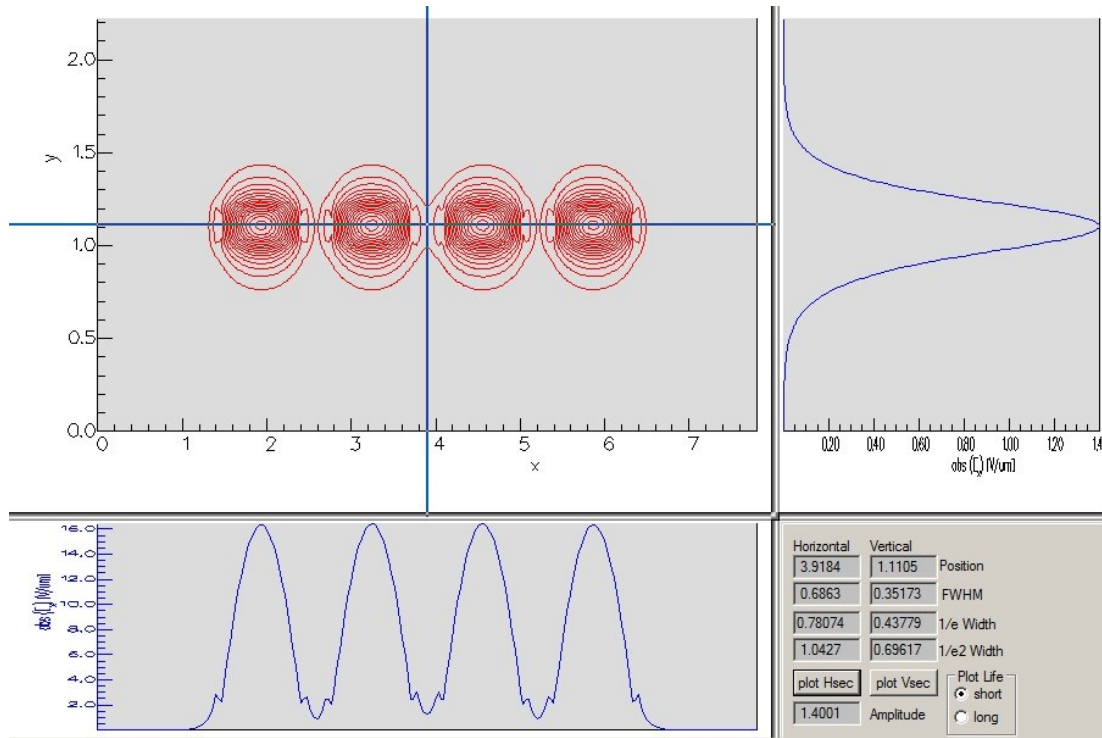 2.0
1.5
y
1.0
0.5
0.0
0 1 2 3 4 5 6 7
x
0.20 0.40 0.60 0.80 1.00 1.20 1.4
[V/um]
16.0
14.0
12.0
10.0
8.0
6.0
4.0
2.0
[V/um]
Horizontal Vertical
3.9184 1.1105 Position
0.6863 0.35173 FWHM
0.78074 0.43779 1/e Width
1.0427 0.69617 1/e2 Width
plot Hsec plot Vsec Plot Life
short
1.4001 Amplitude long